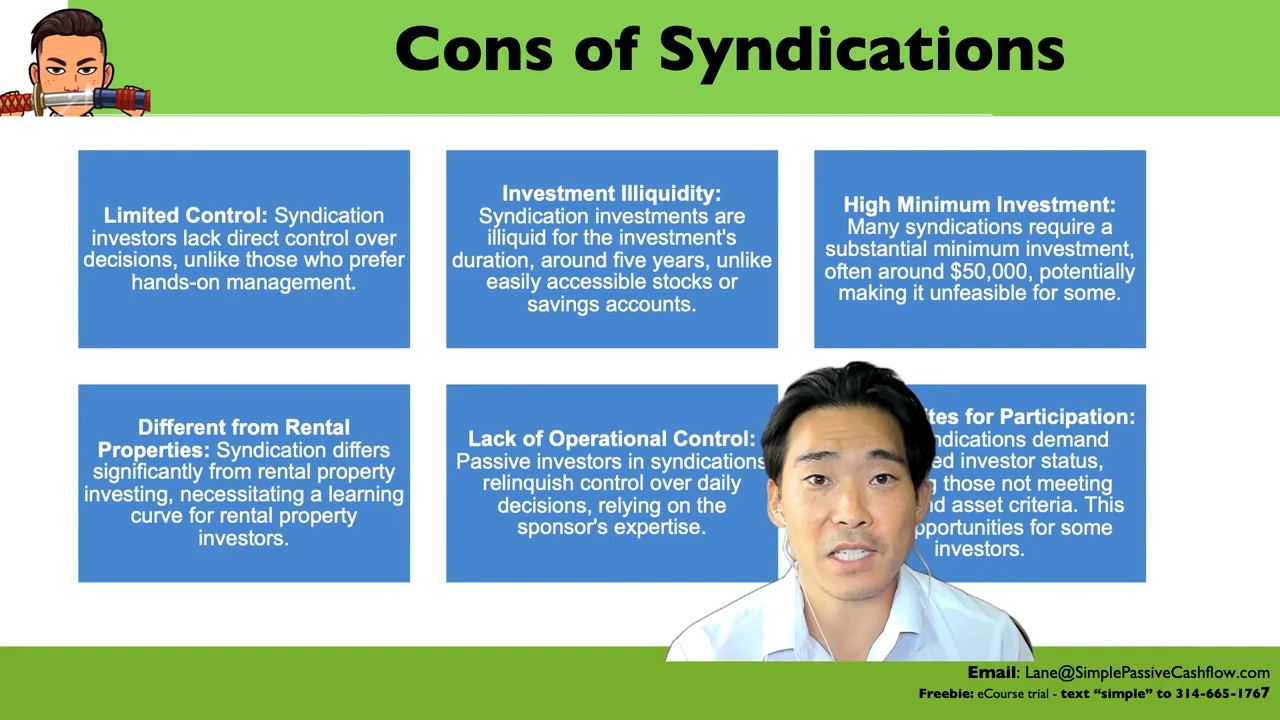 Cons of Syndications
Limited Control: Syndication
investors lack direct control over
decisions, unlike those who prefer
hands-on management.
Investment Illiquidity:
Syndication investments are
illiquid for the investment's
duration, around five years, unlike
easily accessible stocks or
savings accounts.
High Minimum Investment:
Many syndications require a
substantial minimum investment,
often around $50,000, potentially
making it unfeasible for some.
Different from Rental
Properties: Syndication differs
significantly from rental property
investing, necessitating a learning
curve for rental property
investors.
Lack of Operational Control:
Passive investors in syndications
relinquish control over daily
decisions, relying on the
sponsor's expertise.
for Participation:
demand
investor status,
those not meeting
asset criteria. This
for some
investors.
Email: Lane@SimplePassiveCashflow.com
Freebie: eCourse trial - text “simple” to 314-665-1767